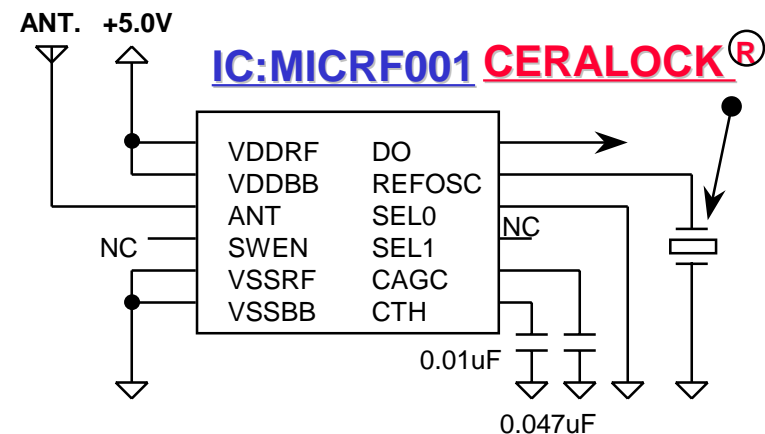 ANT. +5.0V
IC:MICRF001 CERALOCK®
VDDRF DO
VDDBB REFOSC
ANT SEL0
NC SWEN SEL1 NC
VSSRF CAGC
VSSBB CTH
0.01uF
0.047uF